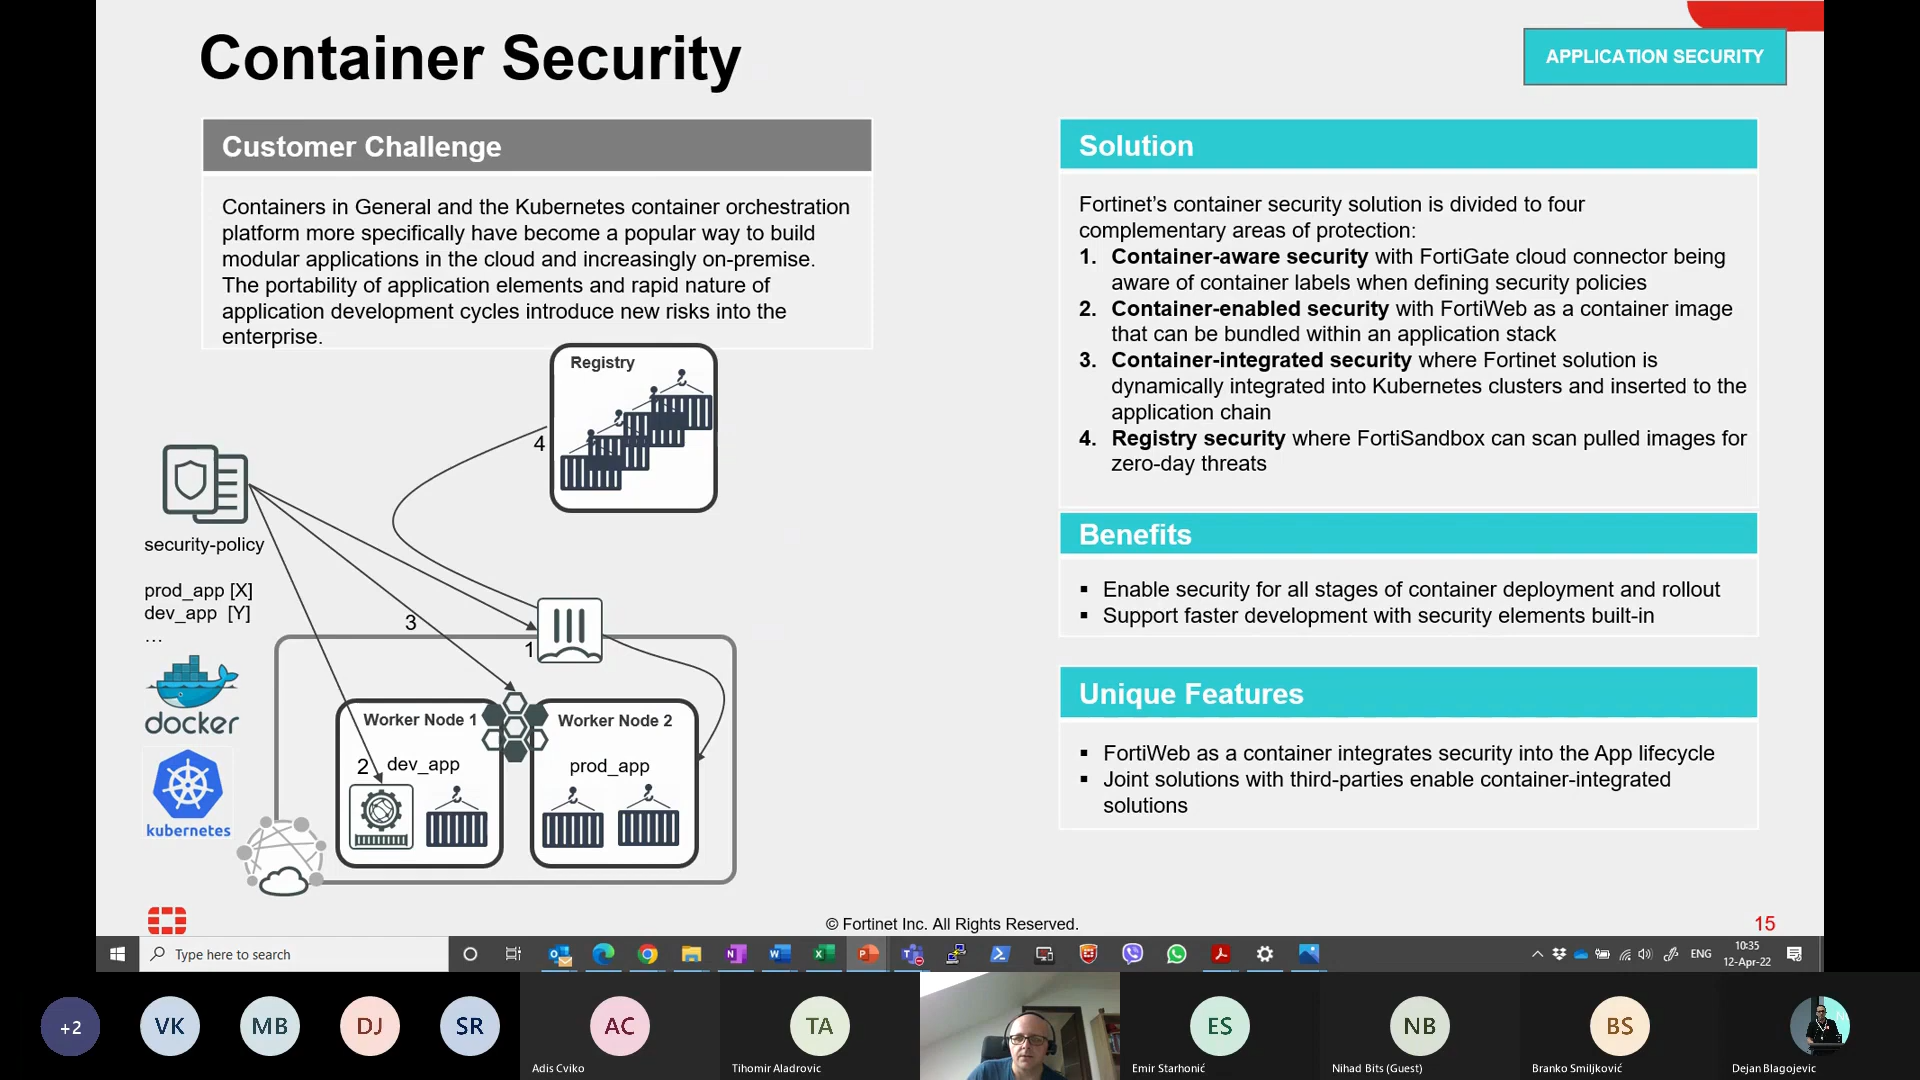 Container Security
APPLICATION SECURITY
Customer Challenge
Containers in General and the Kubernetes container orchestration
platform more specifically have become a popular way to build
modular applications in the cloud and increasingly on-premise.
The portability of application elements and rapid nature of
application development cycles introduce new risks into the
enterprise.
Registry
4
security-policy
prod_app [X]
dev_app [Y]
...
3
1
docker
kubernetes
Worker Node 1
2 dev_app
Worker Node 2
prod_app
Solution
Fortinet’s container security solution is divided to four
complementary areas of protection:
1. Container-aware security with FortiGate cloud connector being
aware of container labels when defining security policies
2. Container-enabled security with FortiWeb as a container image
that can be bundled within an application stack
3. Container-integrated security where Fortinet solution is
dynamically integrated into Kubernetes clusters and inserted to the
application chain
4. Registry security where FortiSandbox can scan pulled images for
zero-day threats
Benefits
▪ Enable security for all stages of container deployment and rollout
▪ Support faster development with security elements built-in
Unique Features
▪ FortiWeb as a container integrates security into the App lifecycle
▪ Joint solutions with third-parties enable container-integrated
solutions
© Fortinet Inc. All Rights Reserved.
15
Type here to search
ENG
10:35
12-Apr-22
+2
VK
MB
DJ
SR
AC
Adis Cviko
TA
Tihomir Aladrovic
ES
Emir Starhonić
NB
Nihad Bits (Guest)
BS
Branko Smiljković
Dejan Blagojevic